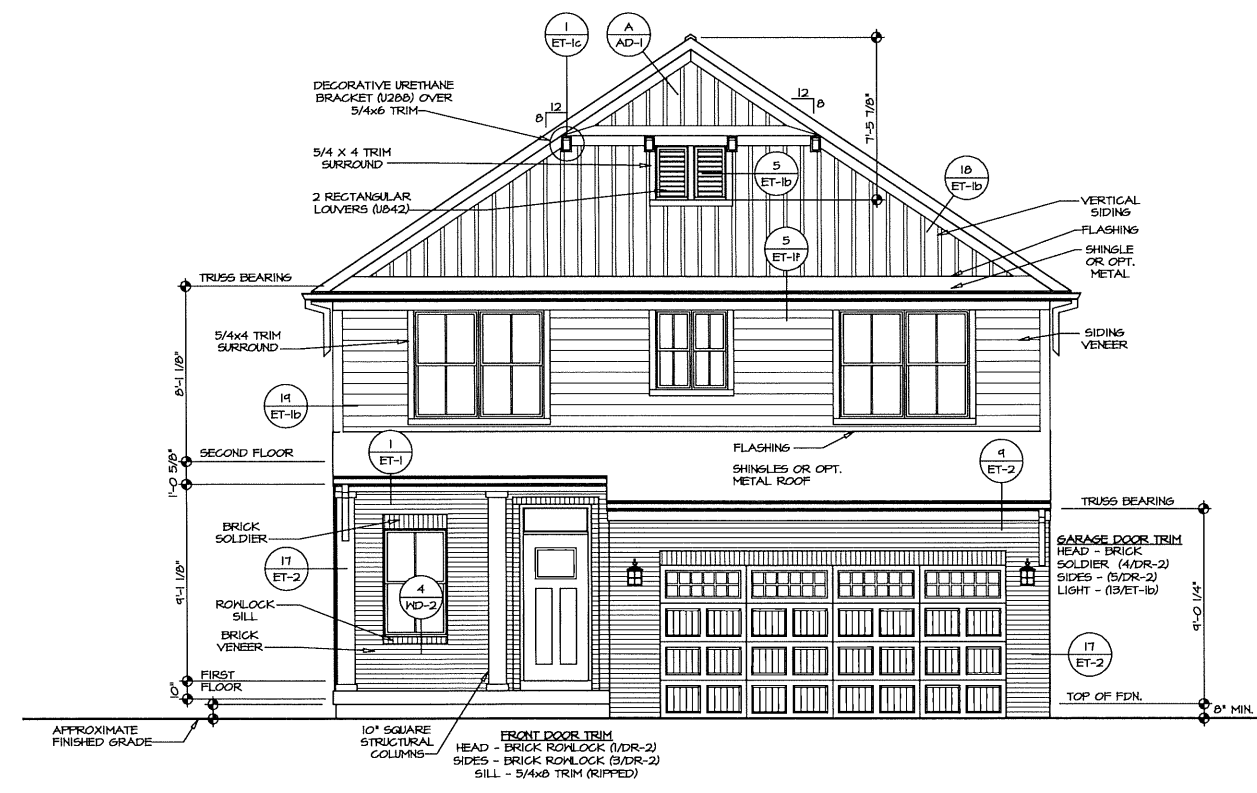 1
ET-1c
A
AD-1
DECORATIVE URETHANE
BRACKET (U288) OVER
5/4x6 TRIM
12
8
12
8
7'-5 7/8"
5/4 X 4 TRIM
SURROUND
5
ET-1b
18
ET-1b
2 RECTANGULAR
LOUVERS (U842)
VERTICAL
SIDING
FLASHING
5
ET-1f
SHINGLE
OR OPT.
METAL
TRUSS BEARING
5/4x4 TRIM
SURROUND
SIDING
VENEER
8'-1 1/8"
19
ET-1b
1
ET-1
FLASHING
SHINGLES OR OPT.
METAL ROOF
9
ET-2
SECOND FLOOR
1'-0 5/8"
TRUSS BEARING
BRICK
SOLDIER
17
ET-2
4
WD-2
GARAGE DOOR TRIM
HEAD - BRICK
SOLDIER (4/DR-2)
SIDES - (5/DR-2)
LIGHT - (13/ET-1b)
9'-1 1/8"
9'-0 1/4"
ROWLOCK
SILL
BRICK
VENEER
17
ET-2
FIRST
FLOOR
10"
TOP OF FDN.
8" MIN.
APPROXIMATE
FINISHED GRADE
10" SQUARE
STRUCTURAL
COLUMNS
FRONT DOOR TRIM
HEAD - BRICK ROWLOCK (1/DR-2)
SIDES - BRICK ROWLOCK (3/DR-2)
SILL - 5/4x8 TRIM (RIPPED)